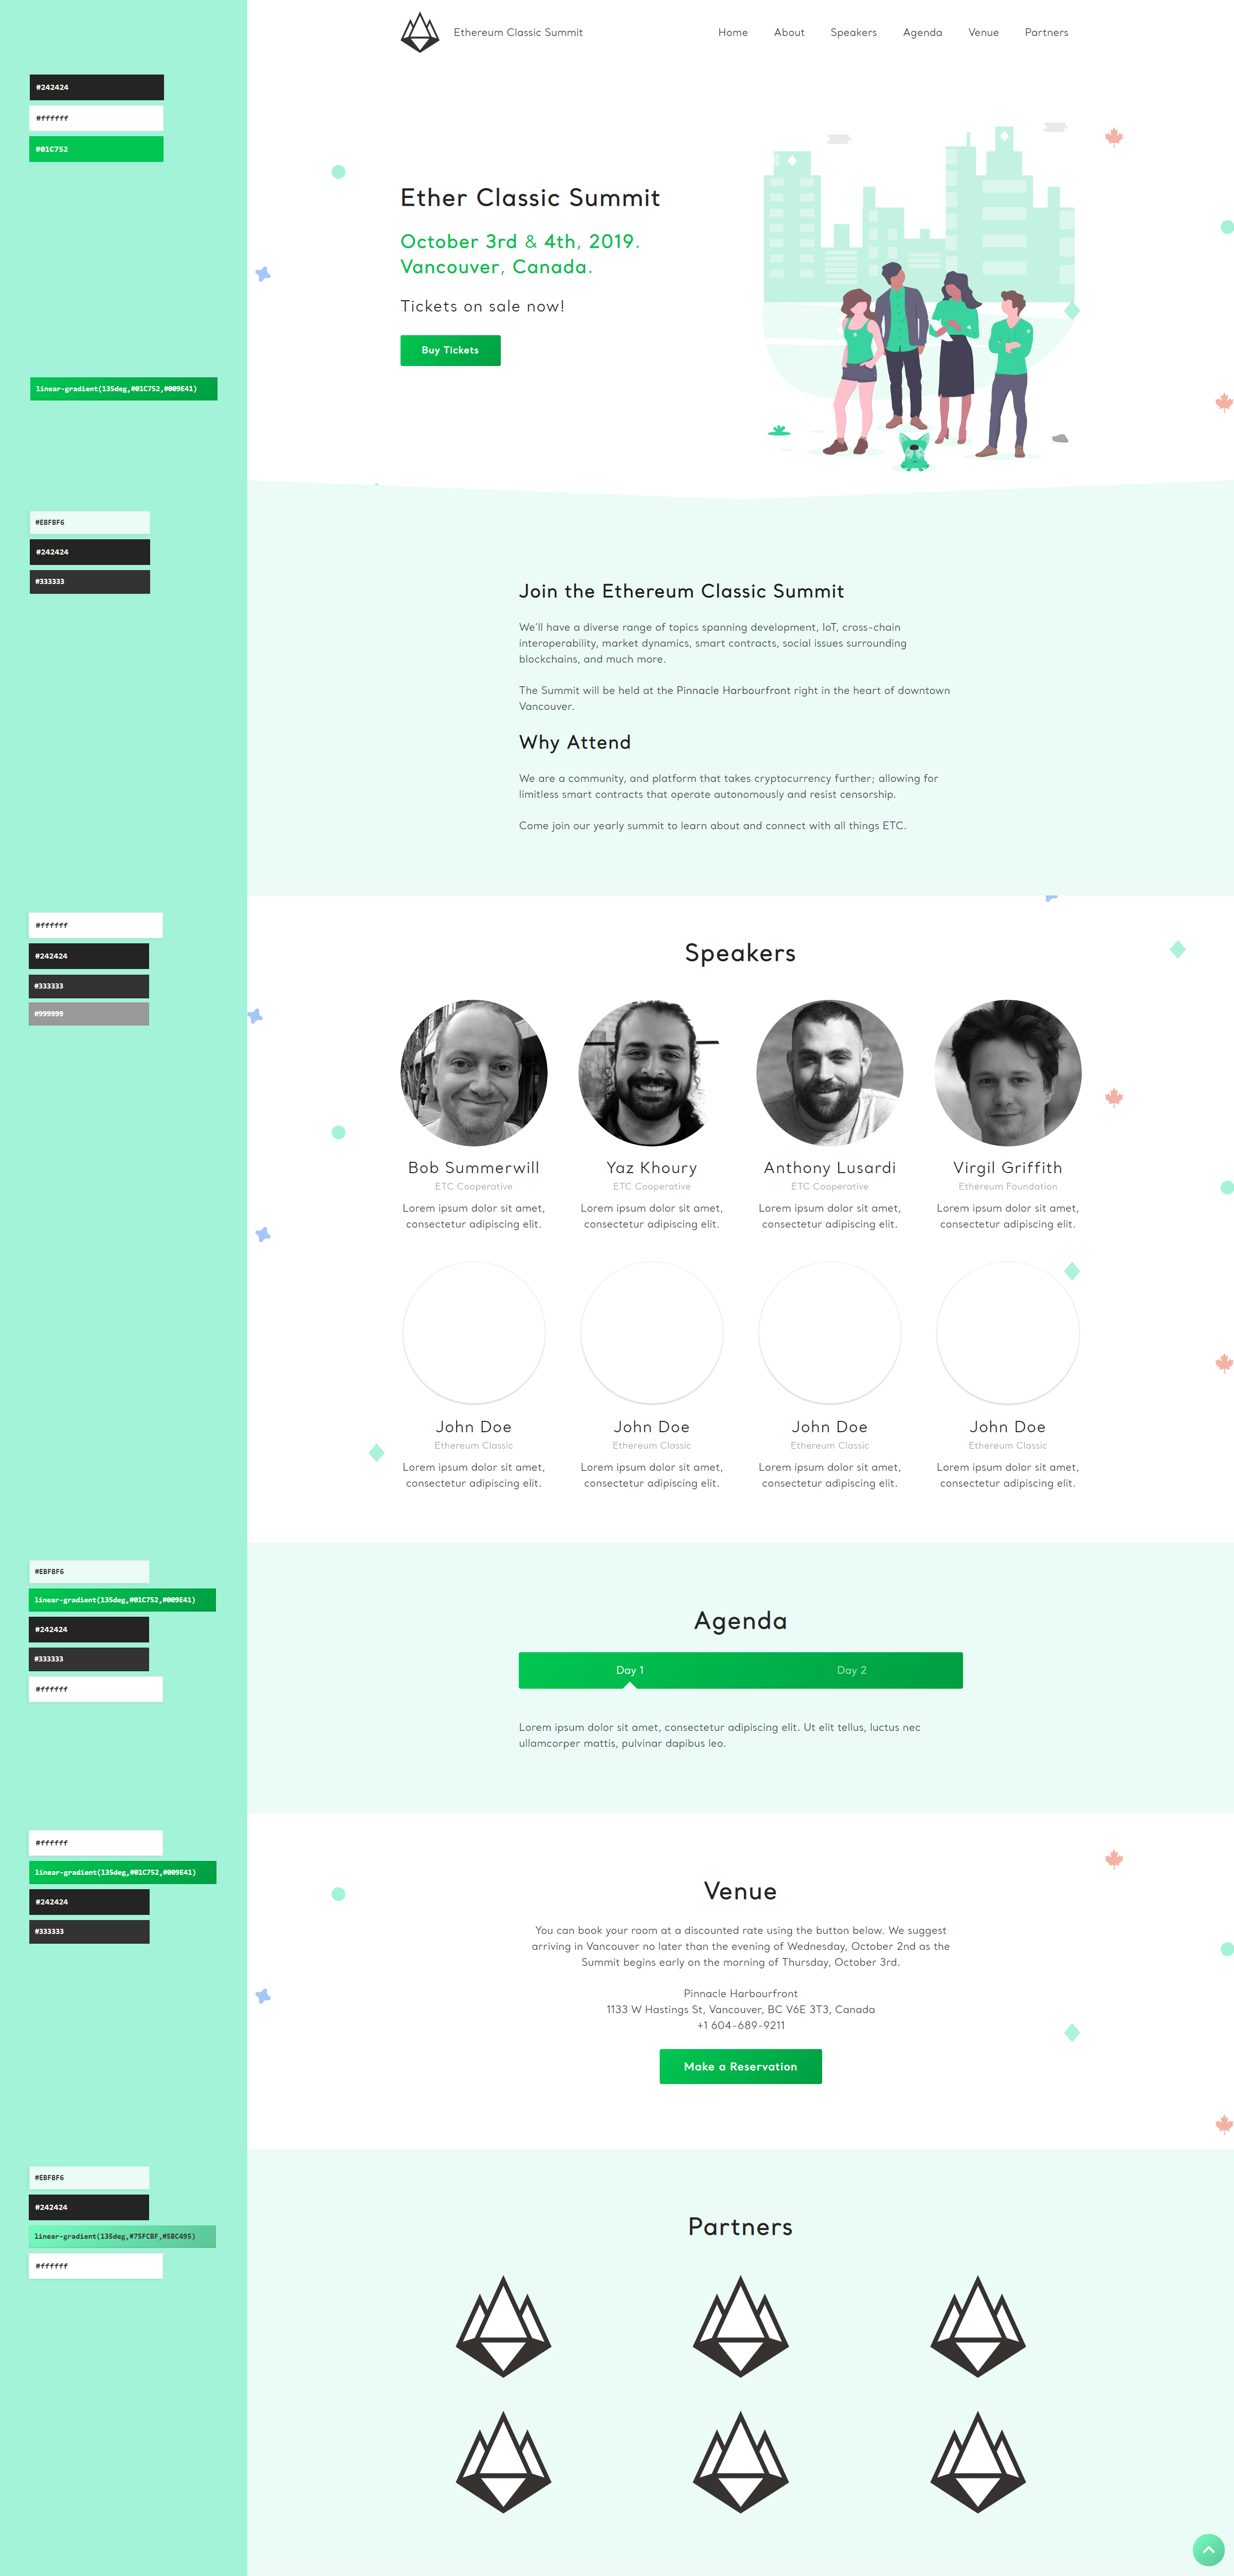 Ethereum Classic Summit
Home About Speakers Agenda Venue Partners
#242424
#ffffff
#01C752
Ether Classic Summit
October 3rd & 4th, 2019.
Vancouver, Canada.
Tickets on sale now!
Buy Tickets
linear-gradient(135deg,#01C752,#009E41)
#EBFBF6
#242424
#333333
Join the Ethereum Classic Summit
We'll have a diverse range of topics spanning development, IoT, cross-chain
interoperability, market dynamics, smart contracts, social issues surrounding
blockchains, and much more.
The Summit will be held at the Pinnacle Harbourfront right in the heart of downtown
Vancouver.
Why Attend
We are a community, and platform that takes cryptocurrency further; allowing for
limitless smart contracts that operate autonomously and resist censorship.
Come join our yearly summit to learn about and connect with all things ETC.
#ffffff
#242424
#333333
#999999
Speakers
Bob Summerwill
ETC Cooperative
Lorem ipsum dolor sit amet,
consectetur adipiscing elit.
Yaz Khoury
ETC Cooperative
Lorem ipsum dolor sit amet,
consectetur adipiscing elit.
Anthony Lusardi
ETC Cooperative
Lorem ipsum dolor sit amet,
consectetur adipiscing elit.
Virgil Griffith
Ethereum Foundation
Lorem ipsum dolor sit amet,
consectetur adipiscing elit.
John Doe
Ethereum Classic
Lorem ipsum dolor sit amet,
consectetur adipiscing elit.
John Doe
Ethereum Classic
Lorem ipsum dolor sit amet,
consectetur adipiscing elit.
John Doe
Ethereum Classic
Lorem ipsum dolor sit amet,
consectetur adipiscing elit.
John Doe
Ethereum Classic
Lorem ipsum dolor sit amet,
consectetur adipiscing elit.
#EBFBF6
linear-gradient(135deg,#01C752,#009E41)
#242424
#333333
#ffffff
Agenda
Day 1 Day 2
Lorem ipsum dolor sit amet, consectetur adipiscing elit. Ut elit tellus, luctus nec
ullamcorper mattis, pulvinar dapibus leo.
#ffffff
linear-gradient(135deg,#01C752,#009E41)
#242424
#333333
Venue
You can book your room at a discounted rate using the button below. We suggest
arriving in Vancouver no later than the evening of Wednesday, October 2nd as the
Summit begins early on the morning of Thursday, October 3rd.
Pinnacle Harbourfront
1133 W Hastings St, Vancouver, BC V6E 3T3, Canada
+1 604-689-9211
Make a Reservation
#EBFBF6
#242424
linear-gradient(135deg,#75FCBF,#5BC495)
#ffffff
Partners